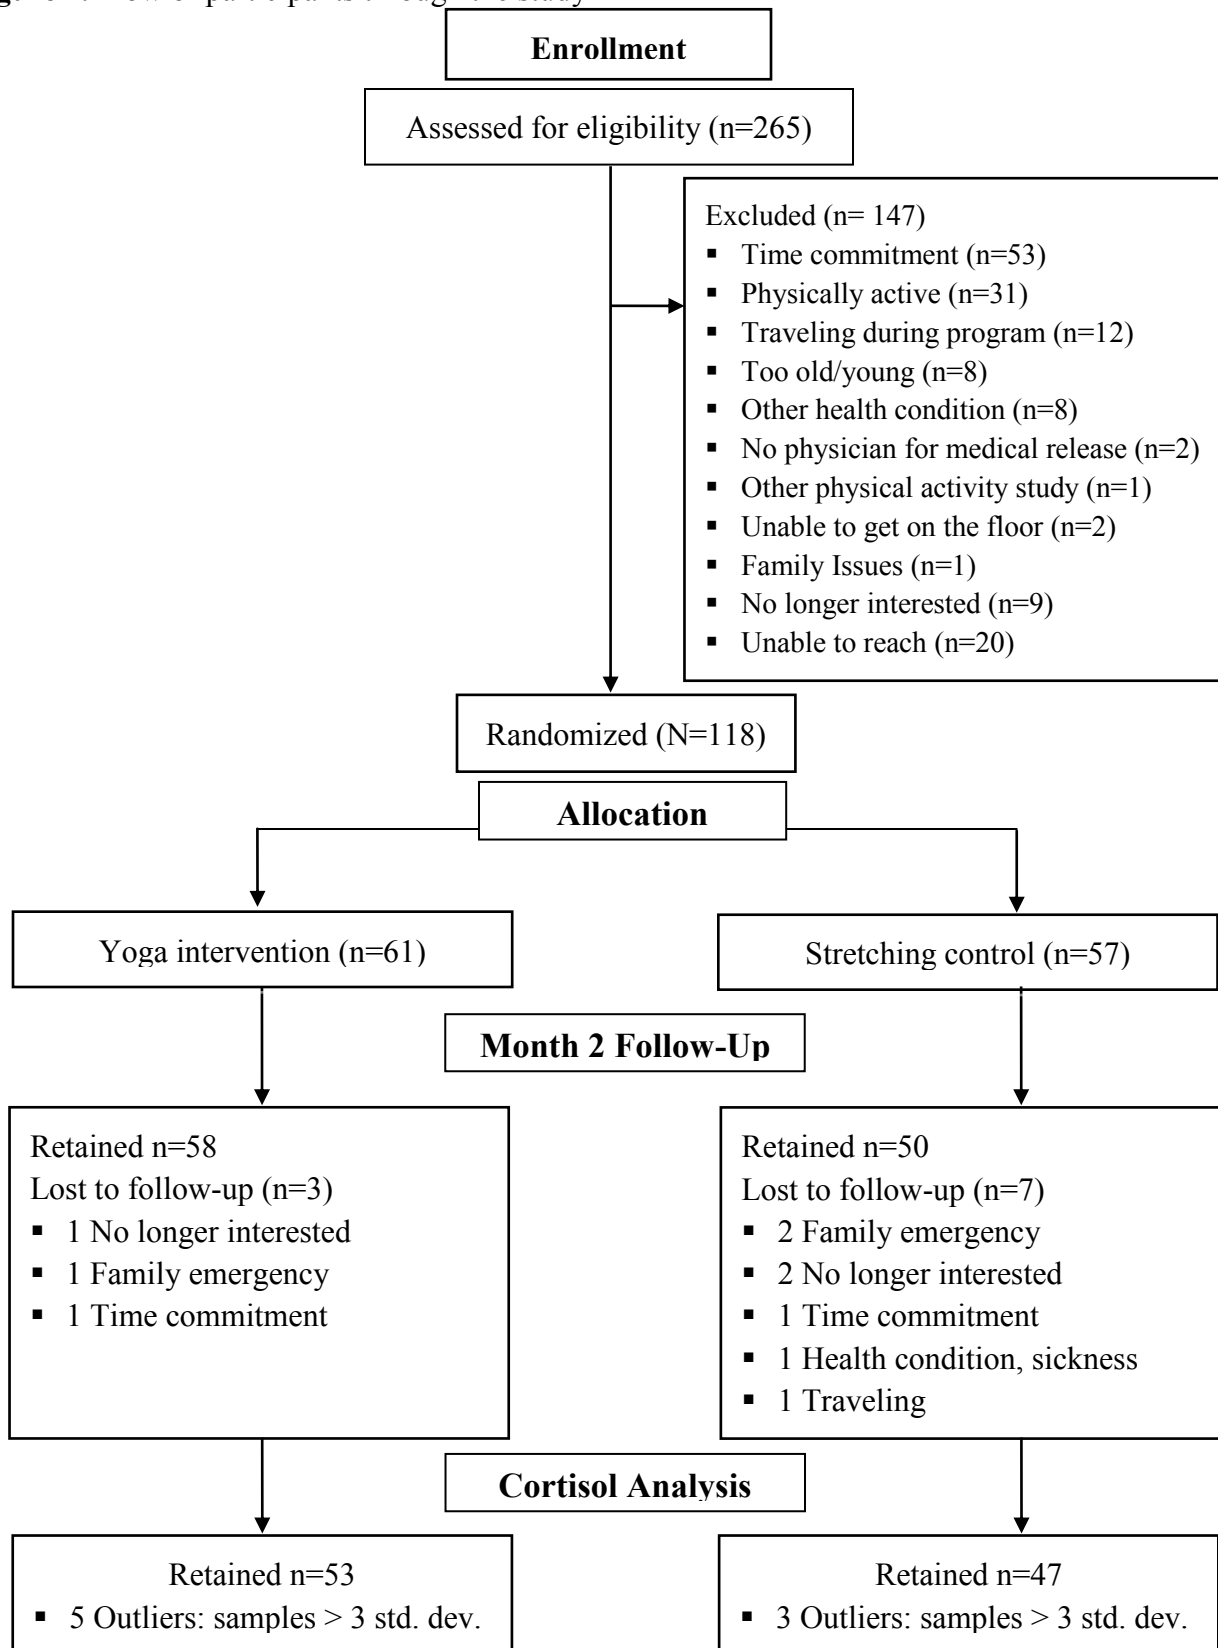 Enrollment
Assessed for eligibility (n=265)
Excluded (n= 147)
▪ Time commitment (n=53)
▪ Physically active (n=31)
▪ Traveling during program (n=12)
▪ Too old/young (n=8)
▪ Other health condition (n=8)
▪ No physician for medical release (n=2)
▪ Other physical activity study (n=1)
▪ Unable to get on the floor (n=2)
▪ Family Issues (n=1)
▪ No longer interested (n=9)
▪ Unable to reach (n=20)
Randomized (N=118)
Allocation
Yoga intervention (n=61)
Stretching control (n=57)
Month 2 Follow-Up
Retained n=58
Lost to follow-up (n=3)
▪ 1 No longer interested
▪ 1 Family emergency
▪ 1 Time commitment
Retained n=50
Lost to follow-up (n=7)
▪ 2 Family emergency
▪ 2 No longer interested
▪ 1 Time commitment
▪ 1 Health condition, sickness
▪ 1 Traveling
Cortisol Analysis
Retained n=53
▪ 5 Outliers: samples > 3 std. dev.
Retained n=47
▪ 3 Outliers: samples > 3 std. dev.